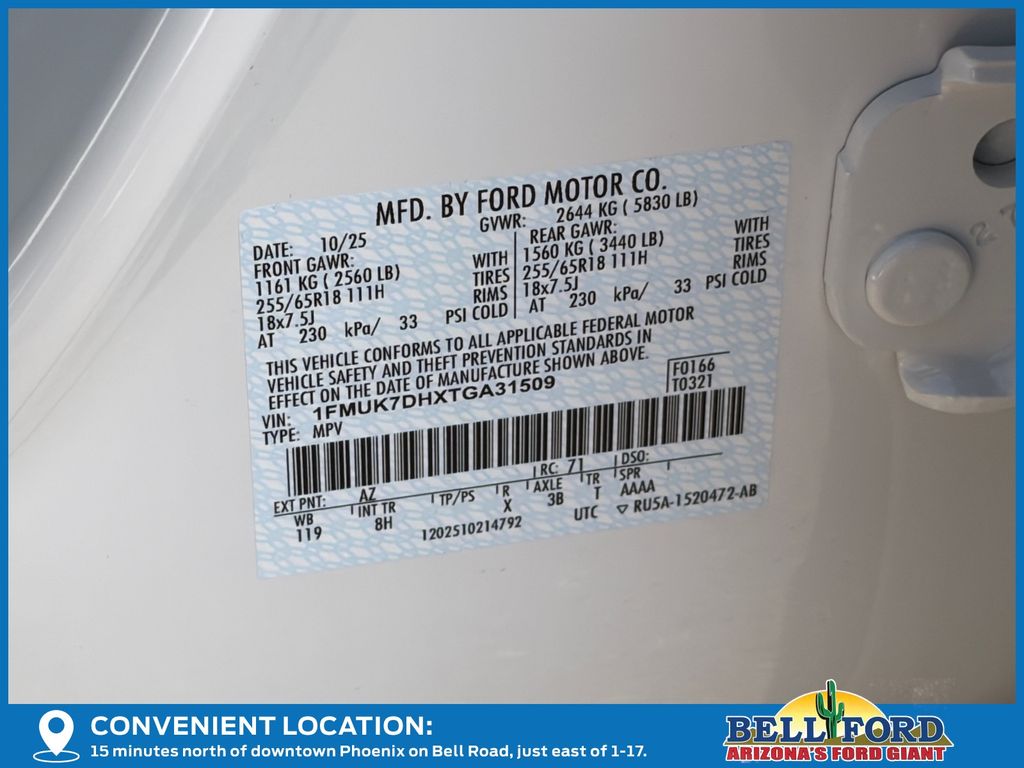 MFD. BY FORD MOTOR CO.
DATE: 10/25 GVWR: 2644 KG ( 5830 LB)
FRONT GAWR: REAR GAWR:
1161 KG ( 2560 LB) WITH 1560 KG ( 3440 LB) WITH
255/65R18 111H TIRES 255/65R18 111H TIRES
18x7.5J RIMS 18x7.5J RIMS
AT 230 kPa/ 33 PSI COLD AT 230 kPa/ 33 PSI COLD
THIS VEHICLE CONFORMS TO ALL APPLICABLE FEDERAL MOTOR
VEHICLE SAFETY AND THEFT PREVENTION STANDARDS IN
EFFECT ON THE DATE OF MANUFACTURE SHOWN ABOVE.
VIN: 1FMUK7DHXTGA31509 F0166
TYPE: MPV T0321
EXT PNT: AZ RC: 71 DSO:
WB INT TR TP/PS R AXLE TR SPR
119 8H X 3B T AAAA
1202510214792 UTC ▽ RU5A-1520472-AB
CONVENIENT LOCATION:
15 minutes north of downtown Phoenix on Bell Road, just east of 1-17.
BELL FORD
ARIZONA'S FORD GIANT